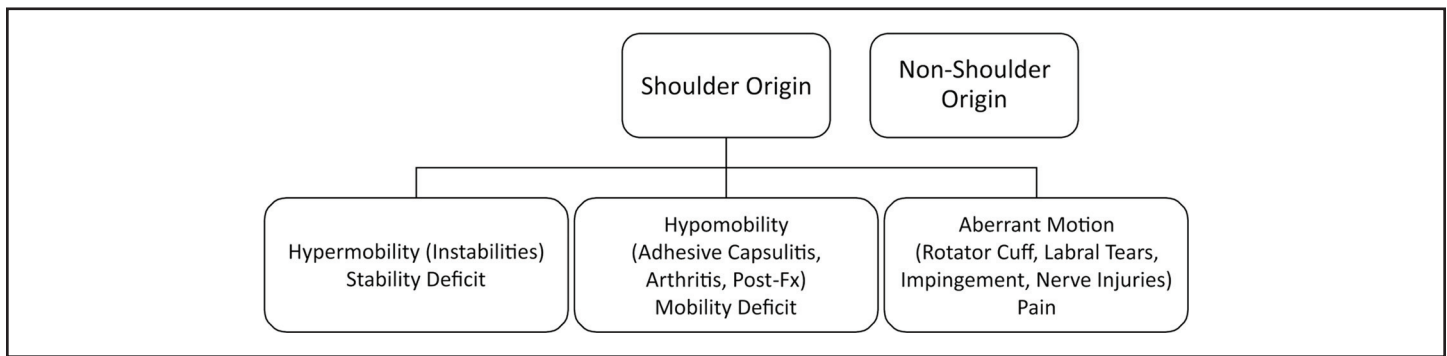 Shoulder Origin
Non-Shoulder
Origin
Hypermobility (Instabilities)
Stability Deficit
Hypomobility
(Adhesive Capsulitis,
Arthritis, Post-Fx)
Mobility Deficit
Aberrant Motion
(Rotator Cuff, Labral Tears,
Impingement, Nerve Injuries)
Pain